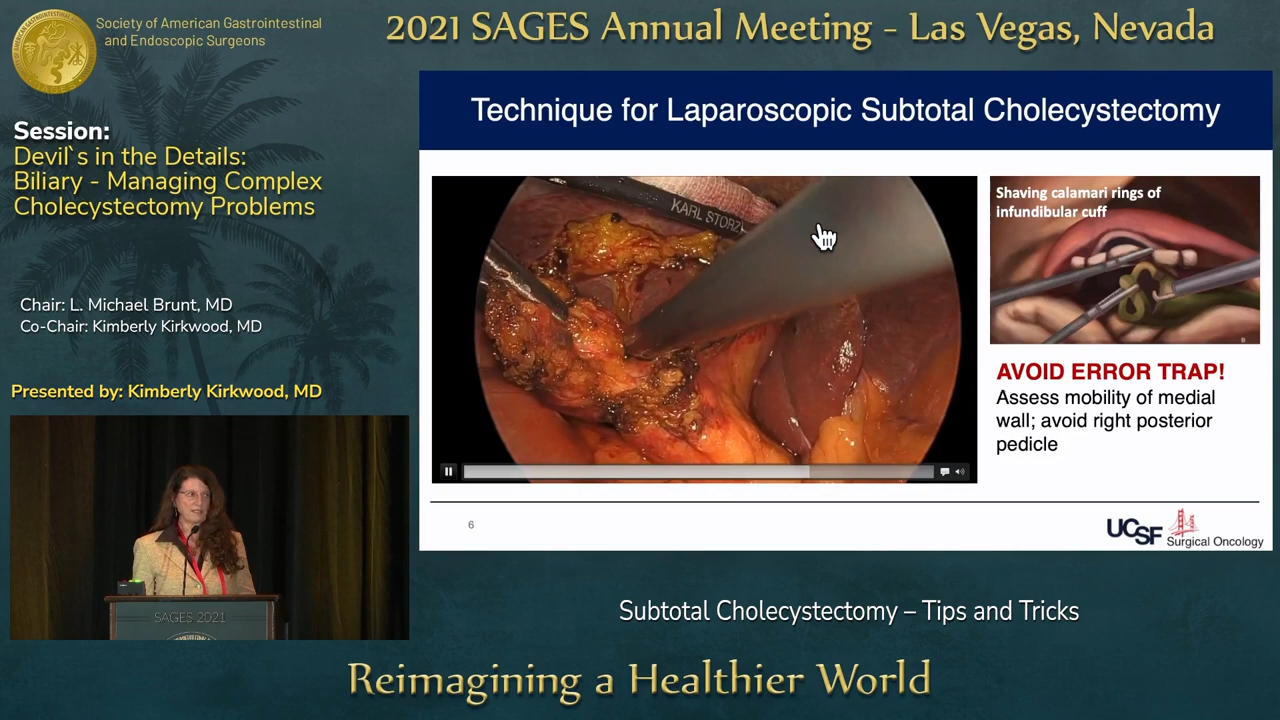 Society of American Gastrointestinal
and Endoscopic Surgeons
2021 SAGES Annual Meeting - Las Vegas, Nevada
Session:
Devil`s in the Details:
Biliary - Managing Complex
Cholecystectomy Problems
Chair: L. Michael Brunt, MD
Co-Chair: Kimberly Kirkwood, MD
Presented by: Kimberly Kirkwood, MD
SAGES 2021
Technique for Laparoscopic Subtotal Cholecystectomy
KARL STORZ
Shaving calamari rings of
infundibular cuff
AVOID ERROR TRAP!
Assess mobility of medial
wall; avoid right posterior
pedicle
6
UCSF Surgical Oncology
Subtotal Cholecystectomy – Tips and Tricks
Reimagining a Healthier World